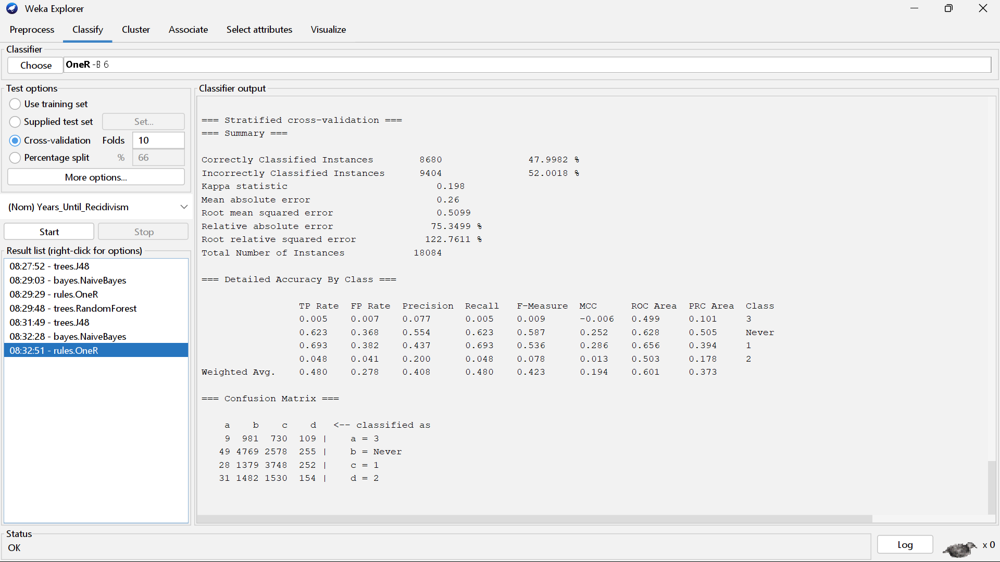 Weka Explorer
Preprocess Classify Cluster Associate Select attributes Visualize
Classifier
Choose OneR -B 6
Test options
Use training set
Supplied test set Set...
Cross-validation Folds 10
Percentage split % 66
More options...
(Nom) Years_Until_Recidivism
Start Stop
Result list (right-click for options)
08:27:52 - trees.J48
08:29:03 - bayes.NaiveBayes
08:29:29 - rules.OneR
08:29:48 - trees.RandomForest
08:31:49 - trees.J48
08:32:28 - bayes.NaiveBayes
08:32:51 - rules.OneR
Classifier output
=== Stratified cross-validation ===
=== Summary ===
Correctly Classified Instances 8680 47.9982 %
Incorrectly Classified Instances 9404 52.0018 %
Kappa statistic 0.198
Mean absolute error 0.26
Root mean squared error 0.5099
Relative absolute error 75.3499 %
Root relative squared error 122.7611 %
Total Number of Instances 18084
=== Detailed Accuracy By Class ===
TP Rate FP Rate Precision Recall F-Measure MCC ROC Area PRC Area Class
0.005 0.007 0.077 0.005 0.009 -0.006 0.499 0.101 3
0.623 0.368 0.554 0.623 0.587 0.252 0.628 0.505 Never
0.693 0.382 0.437 0.693 0.536 0.286 0.656 0.394 1
0.048 0.041 0.200 0.048 0.078 0.013 0.503 0.178 2
Weighted Avg. 0.480 0.278 0.408 0.480 0.423 0.194 0.601 0.373
=== Confusion Matrix ===
a b c d <-- classified as
9 981 730 109 | a = 3
49 4769 2578 255 | b = Never
28 1379 3748 252 | c = 1
31 1482 1530 154 | d = 2
Status
OK
Log x 0